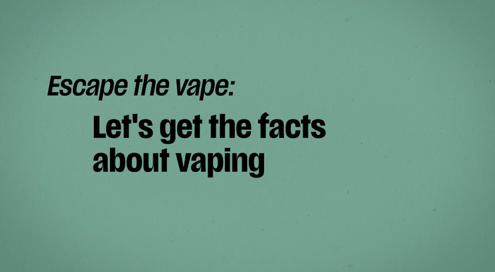 Escape the vape:
Let's get the facts
about vaping